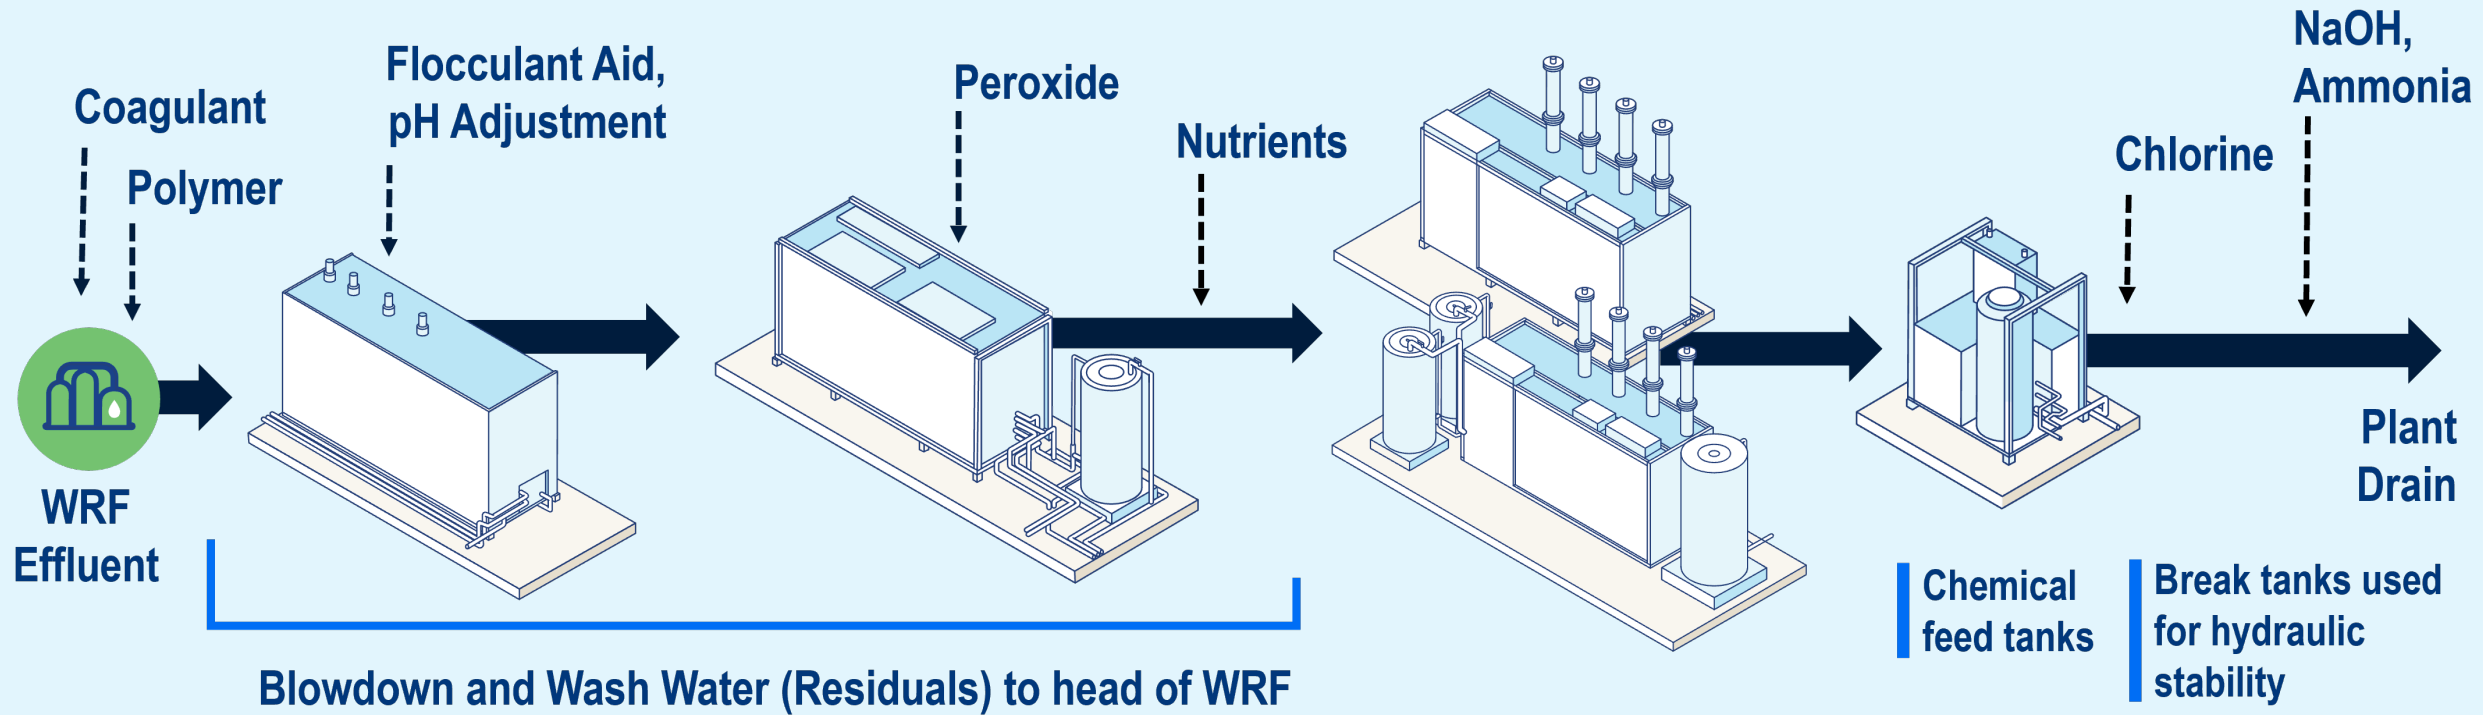 Coagulant
Polymer
Flocculant Aid,
pH Adjustment
Peroxide
Nutrients
Chlorine
NaOH,
Ammonia
WRF
Effluent
Plant
Drain
Blowdown and Wash Water (Residuals) to head of WRF
Chemical
feed tanks
Break tanks used
for hydraulic
stability